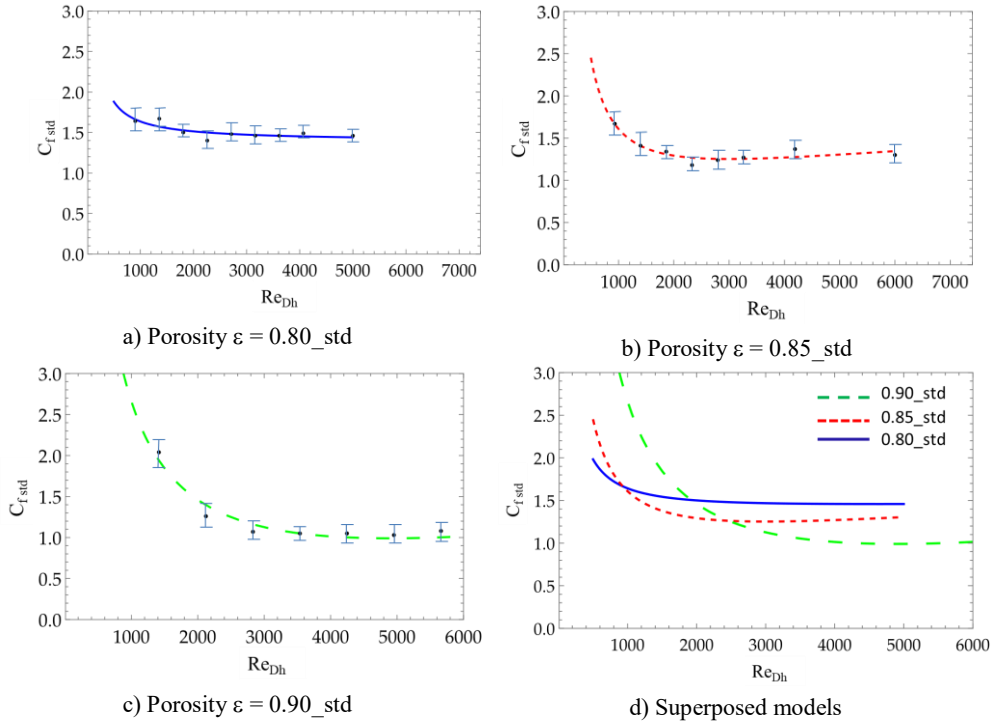 3.0
2.5
2.0
1.5
1.0
0.5
0.0
C_f std
1000 2000 3000 4000 5000 6000 7000
Re_Dh
a) Porosity ε = 0.80_std
3.0
2.5
2.0
1.5
1.0
0.5
0.0
C_f std
1000 2000 3000 4000 5000 6000 7000
Re_Dh
b) Porosity ε = 0.85_std
3.0
2.5
2.0
1.5
1.0
0.5
0.0
C_f std
1000 2000 3000 4000 5000 6000
Re_Dh
c) Porosity ε = 0.90_std
3.0
2.5
2.0
1.5
1.0
0.5
0.0
C_f std
0.90_std
0.85_std
0.80_std
1000 2000 3000 4000 5000 6000
Re_Dh
d) Superposed models